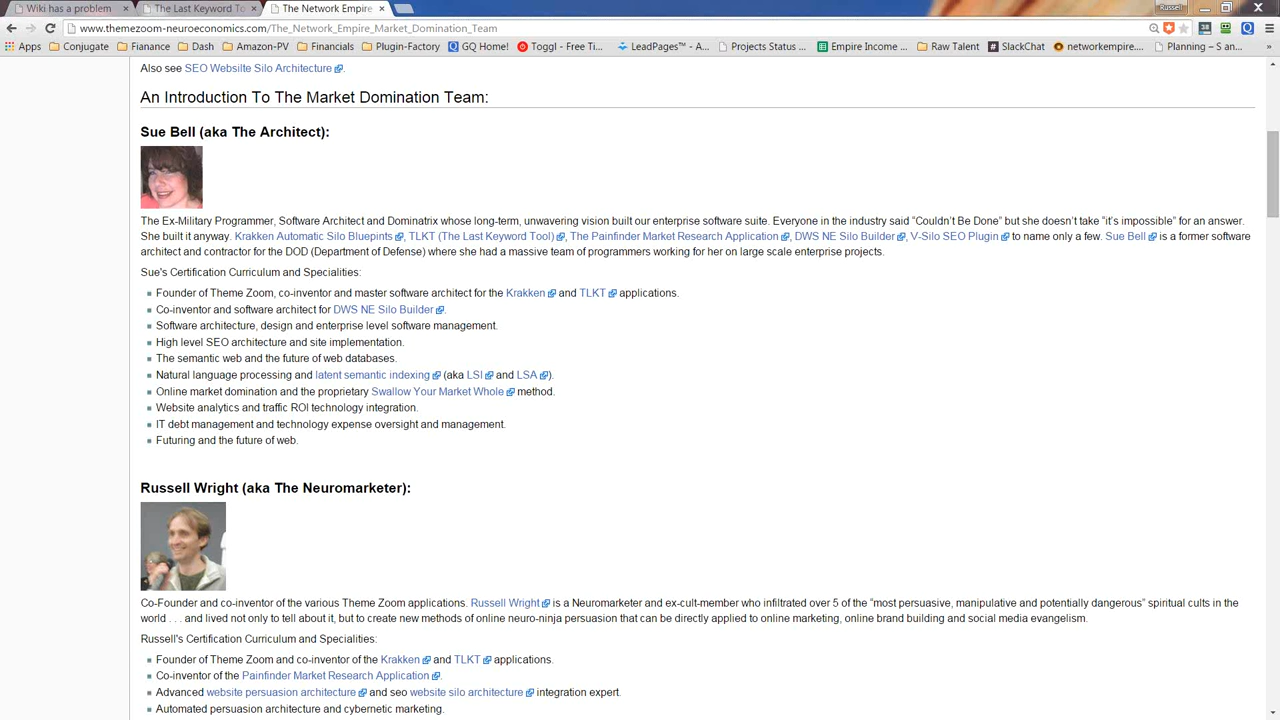 Wiki has a problem
The Last Keyword To
The Network Empire
Russell
www.themezoom-neuroeconomics.com/The_Network_Empire_Market_Domination_Team
38
Apps Conjugate Fianance Dash Amazon-PV Financials Plugin-Factory GQ Home! Toggl - Free Ti... LeadPages™ - A... Projects Status ... Empire Income ... Raw Talent SlackChat networkempire.... Planning – S an... »
Also see SEO Websilte Silo Architecture.
An Introduction To The Market Domination Team:
Sue Bell (aka The Architect):
The Ex-Military Programmer, Software Architect and Dominatrix whose long-term, unwavering vision built our enterprise software suite. Everyone in the industry said “Couldn’t Be Done” but she doesn’t take “it’s impossible” for an answer.
She built it anyway. Krakken Automatic Silo Bluepints, TLKT (The Last Keyword Tool), The Painfinder Market Research Application, DWS NE Silo Builder, V-Silo SEO Plugin to name only a few. Sue Bell is a former software
architect and contractor for the DOD (Department of Defense) where she had a massive team of programmers working for her on large scale enterprise projects.
Sue's Certification Curriculum and Specialities:
Founder of Theme Zoom, co-inventor and master software architect for the Krakken and TLKT applications.
Co-inventor and software architect for DWS NE Silo Builder.
Software architecture, design and enterprise level software management.
High level SEO architecture and site implementation.
The semantic web and the future of web databases.
Natural language processing and latent semantic indexing (aka LSI and LSA).
Online market domination and the proprietary Swallow Your Market Whole method.
Website analytics and traffic ROI technology integration.
IT debt management and technology expense oversight and management.
Futuring and the future of web.
Russell Wright (aka The Neuromarketer):
Co-Founder and co-inventor of the various Theme Zoom applications. Russell Wright is a Neuromarketer and ex-cult-member who infiltrated over 5 of the “most persuasive, manipulative and potentially dangerous” spiritual cults in the
world . . . and lived not only to tell about it, but to create new methods of online neuro-ninja persuasion that can be directly applied to online marketing, online brand building and social media evangelism.
Russell's Certification Curriculum and Specialities:
Founder of Theme Zoom and co-inventor of the Krakken and TLKT applications.
Co-inventor of the Painfinder Market Research Application.
Advanced website persuasion architecture and seo website silo architecture integration expert.
Automated persuasion architecture and cybernetic marketing.